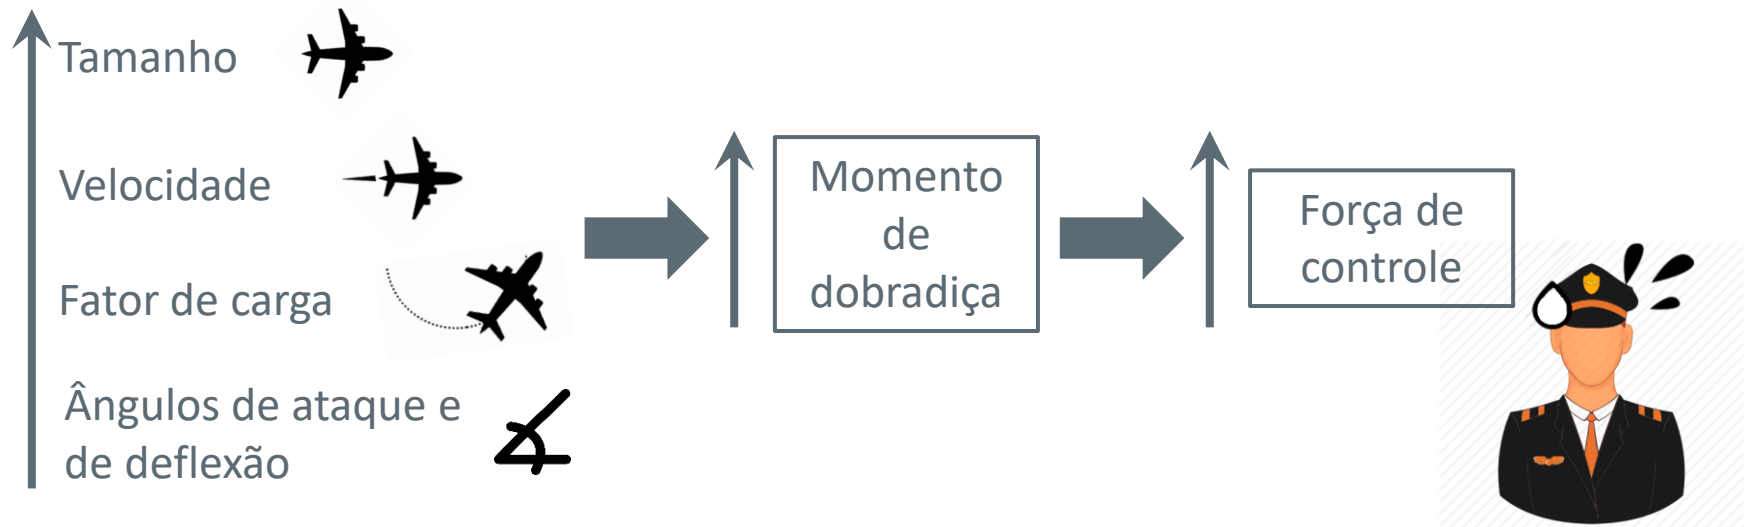 Tamanho
Velocidade
Fator de carga
Ângulos de ataque e
de deflexão
Momento
de
dobradiça
Força de
controle